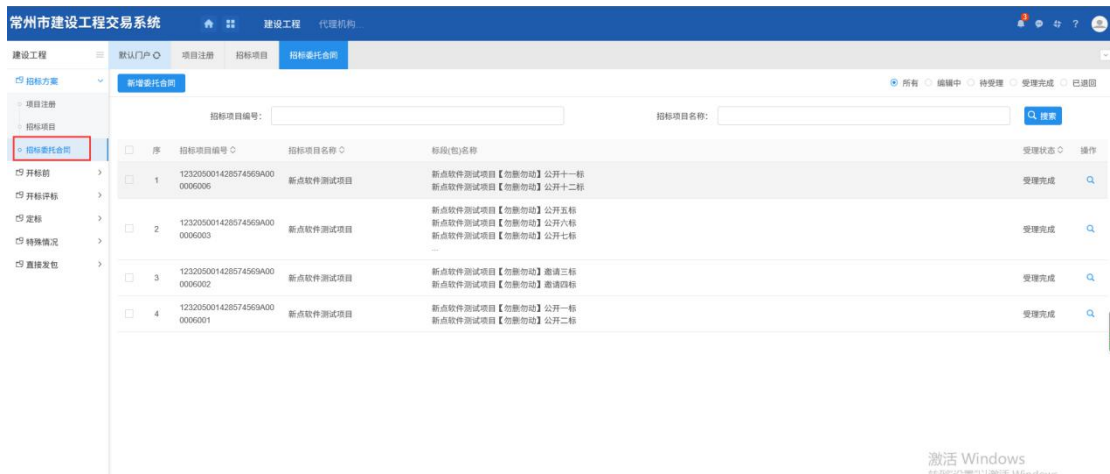 常州市建设工程交易系统
建设工程 代理机构...
3
?
建设工程
默认门户
项目注册
招标项目
招标委托合同
招标方案
项目注册
招标项目
招标委托合同
开标前
开标评标
定标
特殊情况
直接发包
新增委托合同
所有 编辑中 待受理 受理完成 已退回
招标项目编号:
招标项目名称:
搜索
序 招标项目编号 招标项目名称 标段(包)名称 受理状态 操作
1 123205001428574569A00 新点软件测试项目 新点软件测试项目【勿删勿动】公开十一标 受理完成
0006006 新点软件测试项目【勿删勿动】公开十二标
新点软件测试项目【勿删勿动】公开五标
2 123205001428574569A00 新点软件测试项目 新点软件测试项目【勿删勿动】公开六标 受理完成
0006003 新点软件测试项目【勿删勿动】公开七标
...
3 123205001428574569A00 新点软件测试项目 新点软件测试项目【勿删勿动】邀请三标 受理完成
0006002 新点软件测试项目【勿删勿动】邀请四标
4 123205001428574569A00 新点软件测试项目 新点软件测试项目【勿删勿动】公开一标 受理完成
0006001 新点软件测试项目【勿删勿动】公开二标
激活 Windows